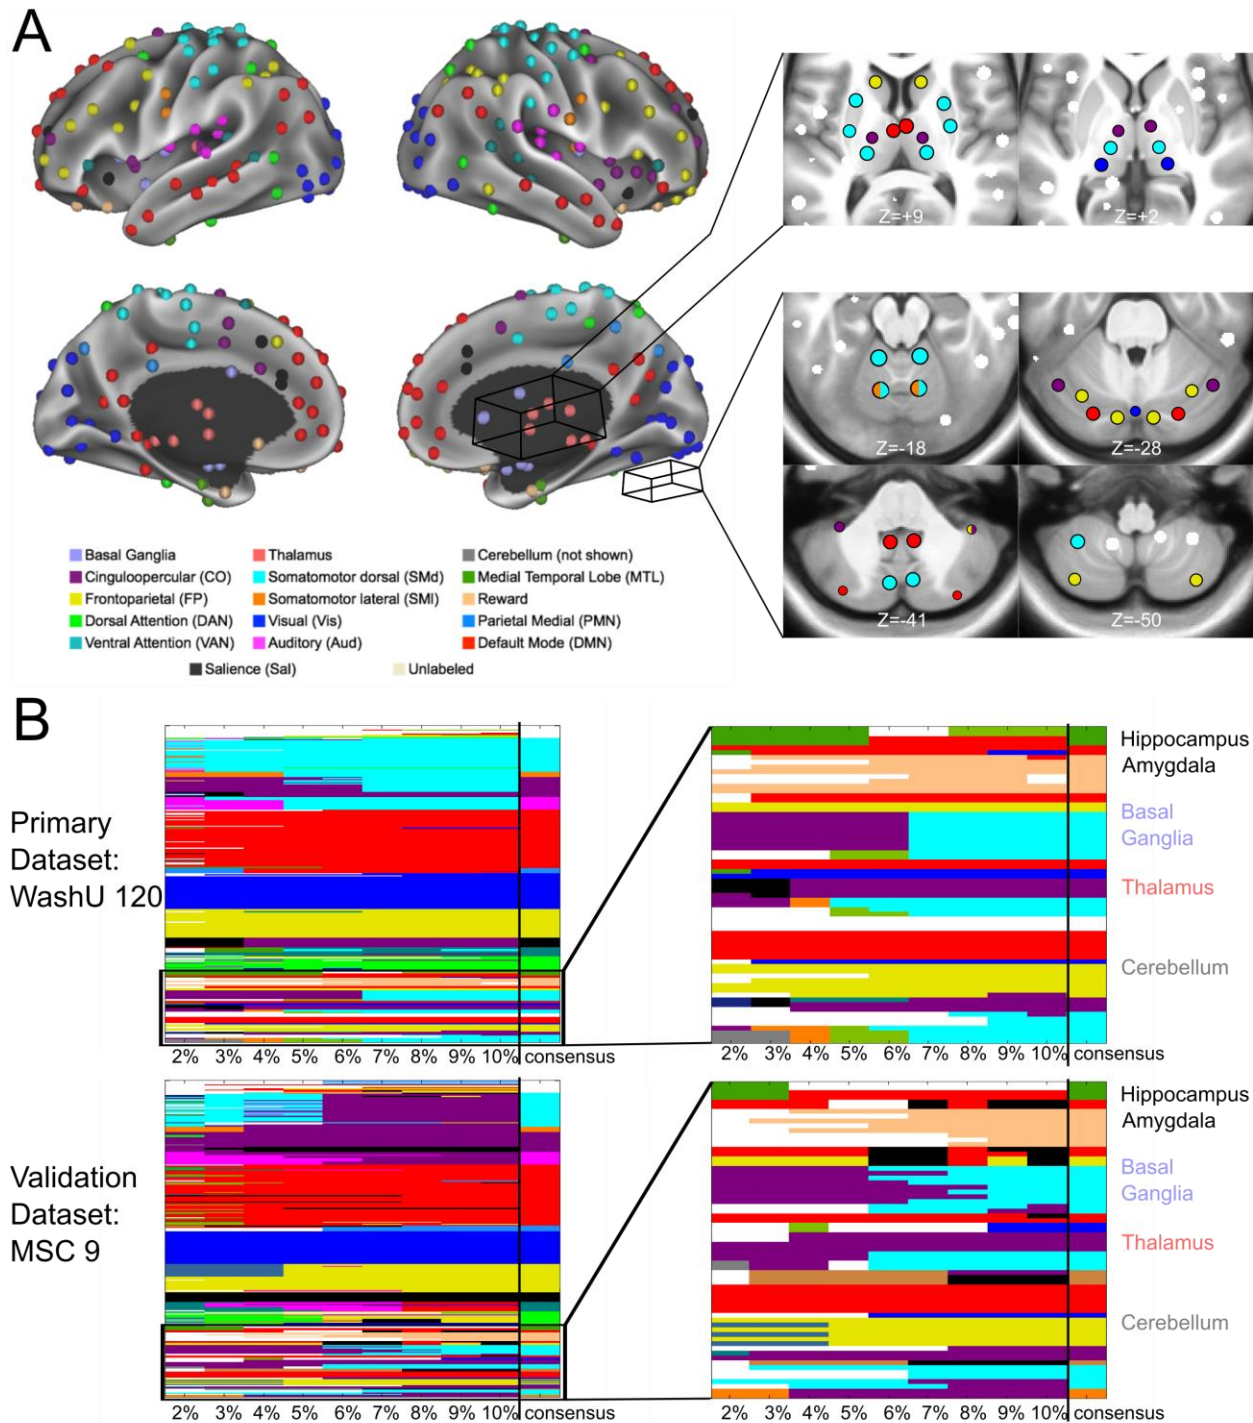 A
Z=+9
Z=+2
Z=-18
Z=-28
Z=-41
Z=-50
Basal Ganglia
Thalamus
Cerebellum (not shown)
Cinguloopercular (CO)
Somatomotor dorsal (SMd)
Medial Temporal Lobe (MTL)
Frontoparietal (FP)
Somatomotor lateral (SMl)
Reward
Dorsal Attention (DAN)
Visual (Vis)
Parietal Medial (PMN)
Ventral Attention (VAN)
Auditory (Aud)
Default Mode (DMN)
Salience (Sal)
Unlabeled
B
Primary
Dataset:
WashU 120
2% 3% 4% 5% 6% 7% 8% 9% 10% consensus
Hippocampus
Amygdala
Basal
Ganglia
Thalamus
Cerebellum
2% 3% 4% 5% 6% 7% 8% 9% 10% consensus
Validation
Dataset:
MSC 9
2% 3% 4% 5% 6% 7% 8% 9% 10% consensus
Hippocampus
Amygdala
Basal
Ganglia
Thalamus
Cerebellum
2% 3% 4% 5% 6% 7% 8% 9% 10% consensus